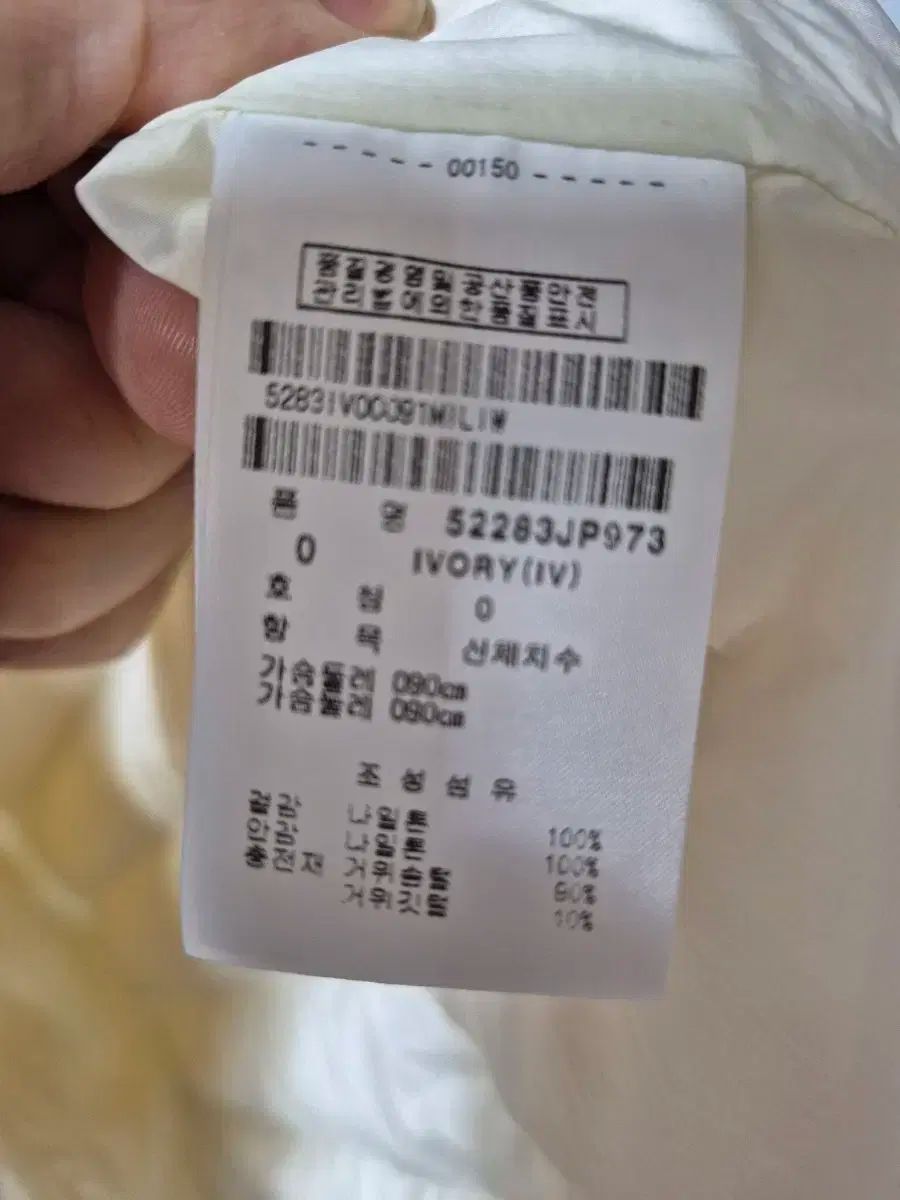 ----- 00150 -----
품질경영및공산품안전
관리법에의한품질표시
품 명 52283JP973
0 IVORY(IV)
호 칭 0
항 목 신체치수
가슴둘레 090cm
가슴둘레 090cm
조 성 섬 유
겉감 나일론 100%
안감 나일론 100%
충전재 거위솜털 90%
거위깃털 10%